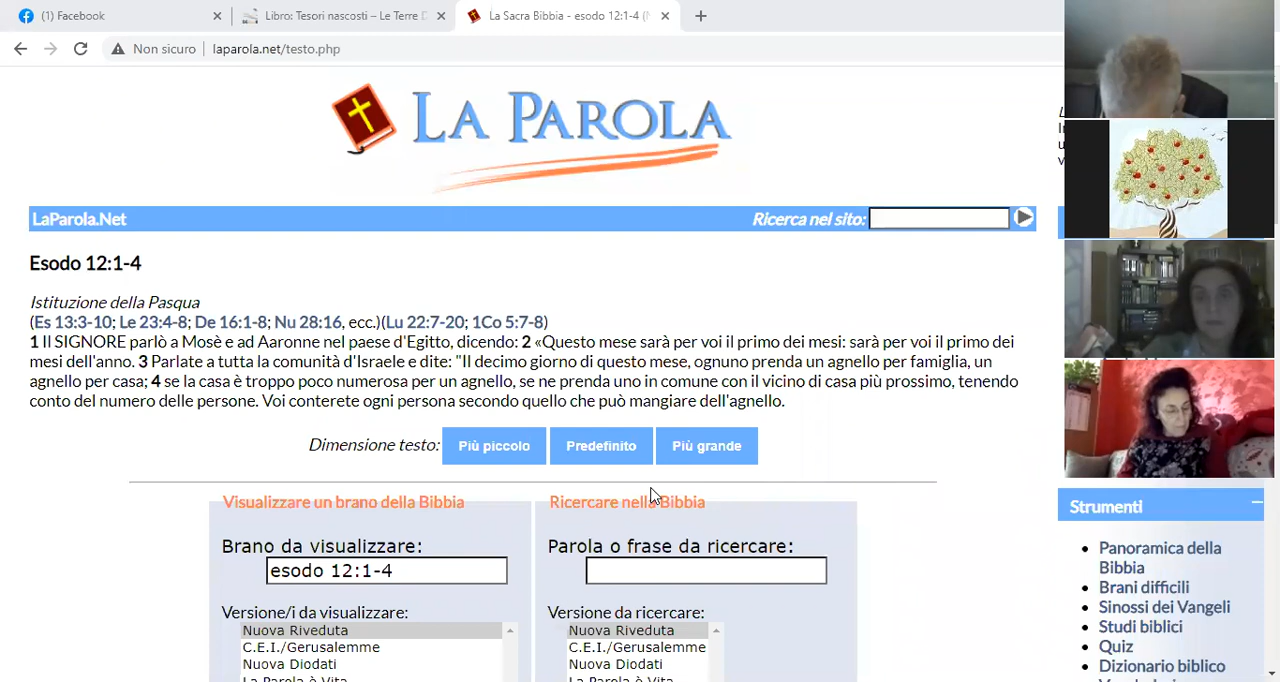 (1) Facebook
Libro: Tesori nascosti – Le Terre D
La Sacra Bibbia - esodo 12:1-4 (N
Non sicuro
laparola.net/testo.php
LA PAROLA
LaParola.Net
Ricerca nel sito:
Esodo 12:1-4
Istituzione della Pasqua
(Es 13:3-10; Le 23:4-8; De 16:1-8; Nu 28:16, ecc.)(Lu 22:7-20; 1Co 5:7-8)
1 Il SIGNORE parlò a Mosè e ad Aaronne nel paese d'Egitto, dicendo: 2 «Questo mese sarà per voi il primo dei mesi: sarà per voi il primo dei
mesi dell'anno. 3 Parlate a tutta la comunità d'Israele e dite: "Il decimo giorno di questo mese, ognuno prenda un agnello per famiglia, un
agnello per casa; 4 se la casa è troppo poco numerosa per un agnello, se ne prenda uno in comune con il vicino di casa più prossimo, tenendo
conto del numero delle persone. Voi conterete ogni persona secondo quello che può mangiare dell'agnello.
Dimensione testo: Più piccolo Predefinito Più grande
Visualizzare un brano della Bibbia
Brano da visualizzare:
esodo 12:1-4
Versione/i da visualizzare:
Nuova Riveduta
C.E.I./Gerusalemme
Nuova Diodati
La Parola è Vita
Ricercare nella Bibbia
Parola o frase da ricercare:
Versione da ricercare:
Nuova Riveduta
C.E.I./Gerusalemme
Nuova Diodati
La Parola è Vita
Strumenti
Panoramica della
Bibbia
Brani difficili
Sinossi dei Vangeli
Studi biblici
Quiz
Dizionario biblico